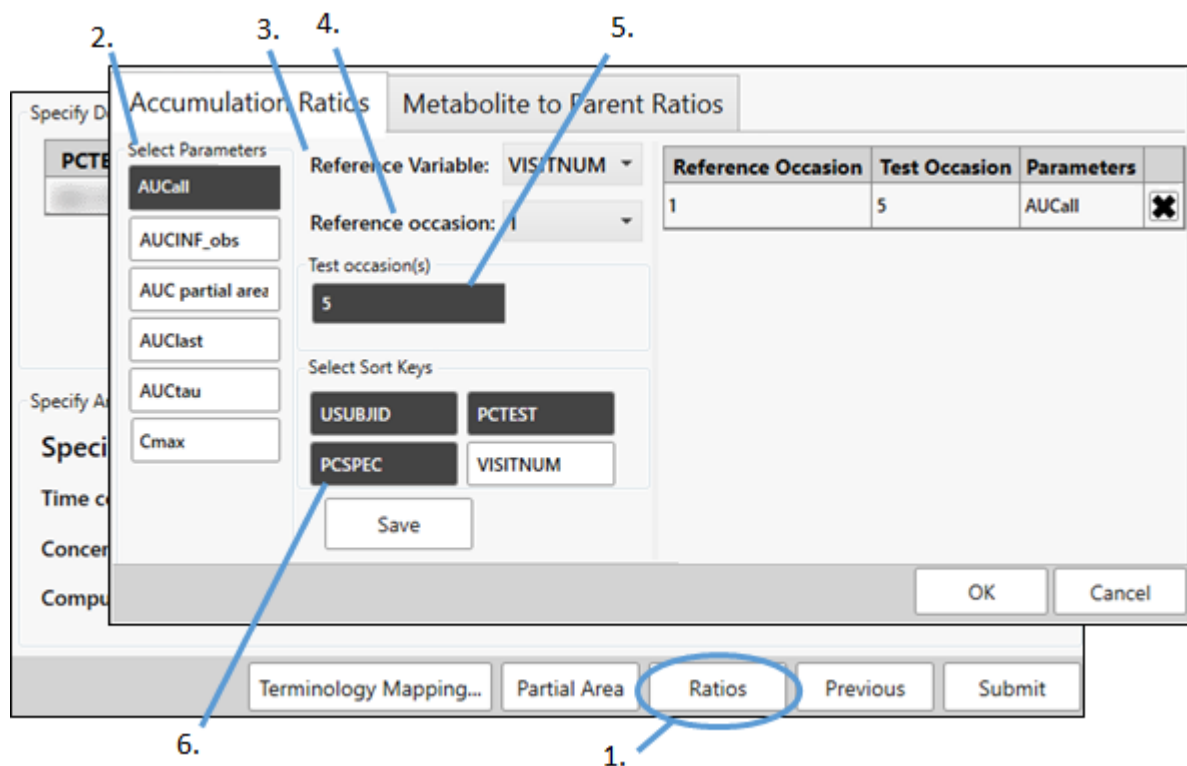 2.
3.
4.
5.
Accumulation Ratios
Metabolite to Parent Ratios
Specify D
PCTE
Select Parameters
AUCall
AUCINF_obs
AUC partial area
AUClast
AUCtau
Cmax
Reference Variable: VISITNUM
Reference occasion: 1
Test occasion(s)
5
Select Sort Keys
USUBJID PCTEST
PCSPEC VISITNUM
Save
Reference Occasion Test Occasion Parameters
1 5 AUCall
Specify A
Speci
Time c
Concer
Compu
OK Cancel
Terminology Mapping... Partial Area Ratios Previous Submit
6.
1.